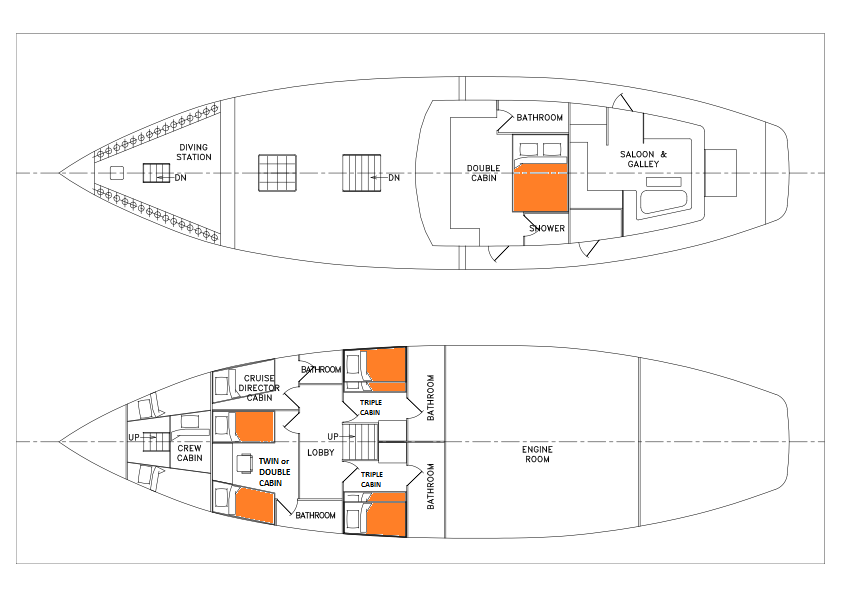 DIVING
STATION
DN
DN
BATHROOM
DOUBLE
CABIN
SALOON &
GALLEY
SHOWER
BATHROOM
CRUISE
DIRECTOR
CABIN
TRIPLE
CABIN
BATHROOM
UP
CREW
CABIN
UP
LOBBY
ENGINE
ROOM
TWIN or
DOUBLE
CABIN
TRIPLE
CABIN
BATHROOM
BATHROOM